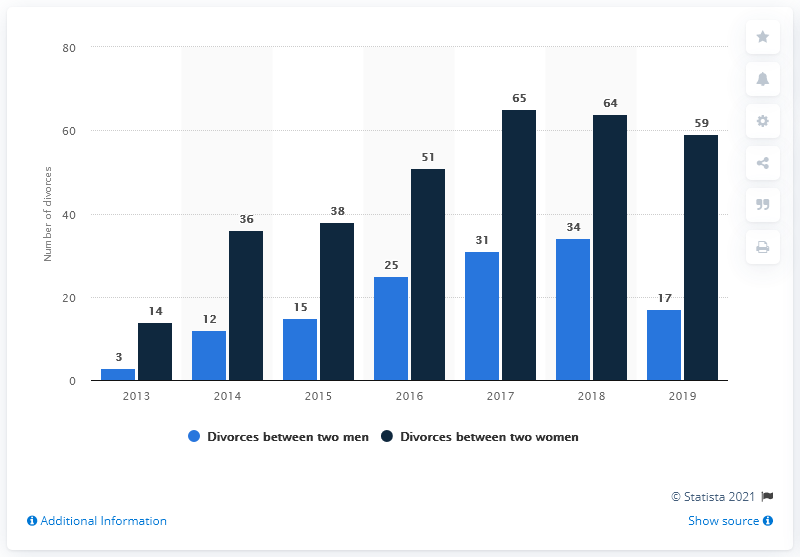 80
60
40
20
0
Number of divorces
3 14 12 36 15 38 25 51 31 65 34 64 17 59
2013 2014 2015 2016 2017 2018 2019
Divorces between two men Divorces between two women
© Statista 2021
Additional Information Show source